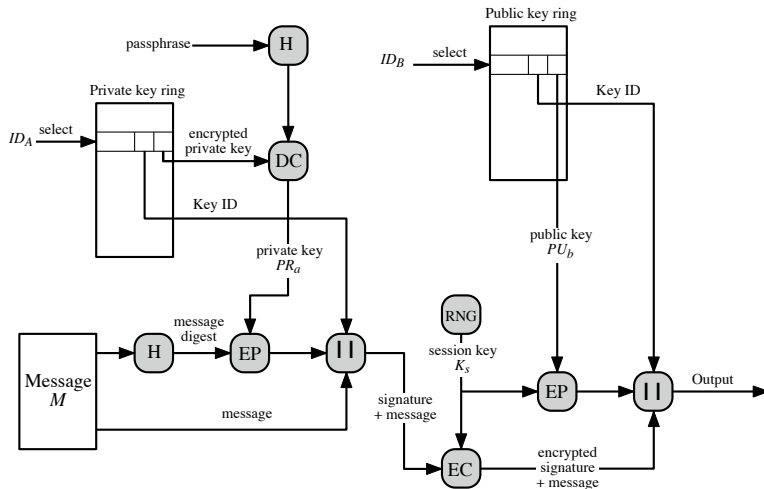 Public key ring
passphrase
H
select
ID_B
Key ID
Private key ring
select
ID_A
encrypted
private key
DC
Key ID
private key
PR_a
public key
PU_b
RNG
message
digest
session key
K_s
H
EP
||
Message
M
EP
||
Output
message
signature
+ message
EC
encrypted
signature
+ message